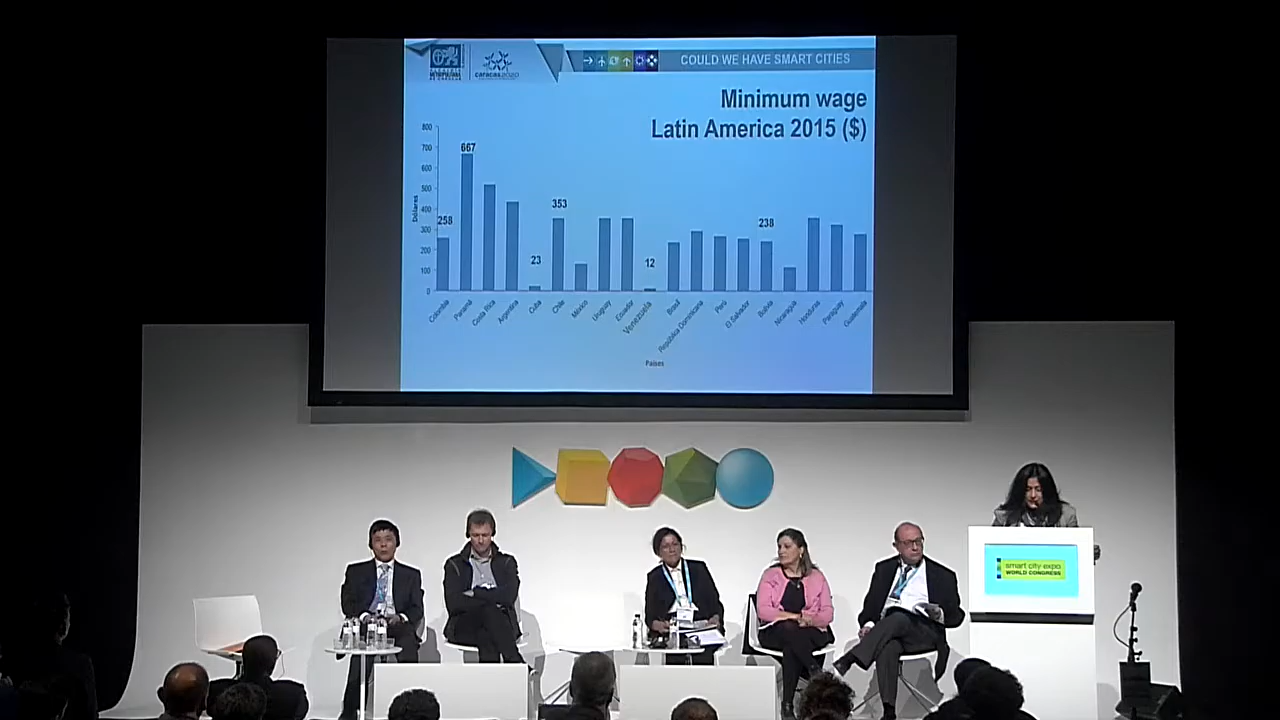 COULD WE HAVE SMART CITIES
caracas2020
Minimum wage
Latin America 2015 ($)
Dólares
800
700
600
500
400
300
200
100
0
258
667
23
353
12
238
Colombia
Panamá
Costa Rica
Argentina
Cuba
Chile
México
Uruguay
Ecuador
Venezuela
Brasil
República Dominicana
Perú
El Salvador
Bolivia
Nicaragua
Honduras
Paraguay
Guatemala
Países
smart city expo
WORLD CONGRESS